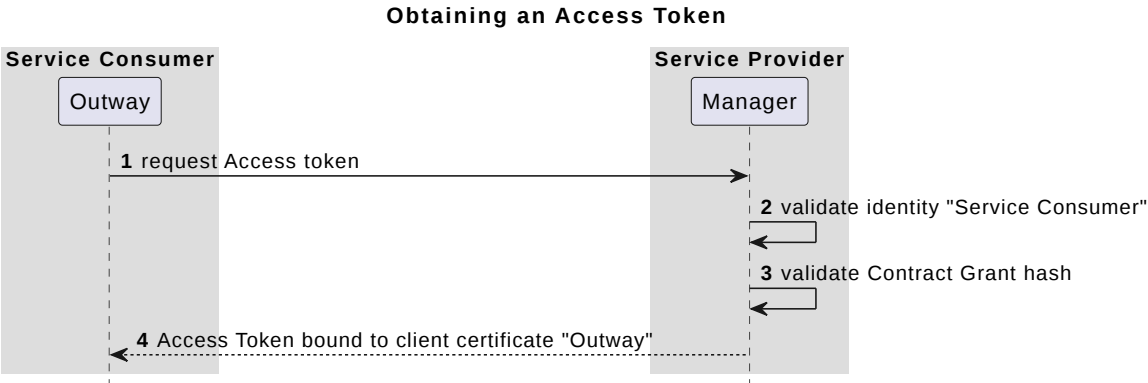 Obtaining an Access Token
Service Consumer
Service Provider
Outway
Manager
1 request Access token
2 validate identity "Service Consumer"
3 validate Contract Grant hash
4 Access Token bound to client certificate "Outway"